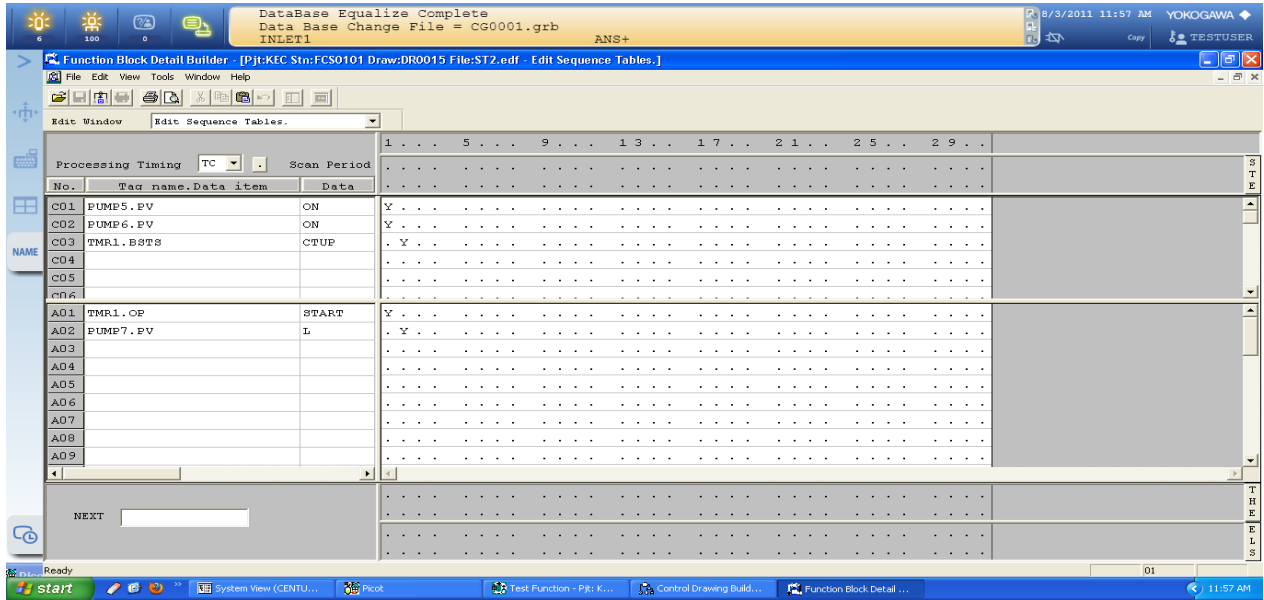 DataBase Equalize Complete
Data Base Change File = CG0001.grb
INLET1 ANS+
6
100
0
8/3/2011 11:57 AM YOKOGAWA
Copy TESTUSER
Function Block Detail Builder - [Pjt:KEC Stn:FCS0101 Draw:DR0015 File:ST2.edf - Edit Sequence Tables.]
File Edit View Tools Window Help
Edit Window Edit Sequence Tables.
1 . . . 5 . . . 9 . . . 13 . . 17 . . 21 . . 25 . . 29 . .
Processing Timing TC . Scan Period
No. Tag name.Data item Data
S
T
E
C01 PUMP5.PV ON Y . . .
C02 PUMP6.PV ON Y . . .
C03 TMR1.BSTS CTUP . Y . .
C04
C05
C06
NAME
A01 TMR1.OP START Y . . .
A02 PUMP7.PV L . Y . .
A03
A04
A05
A06
A07
A08
A09
NEXT
T
H
E
E
L
S
Ready 01
start System View (CENTU... Picot Test Function - Pjt: K... Control Drawing Build... Function Block Detail ... 11:57 AM